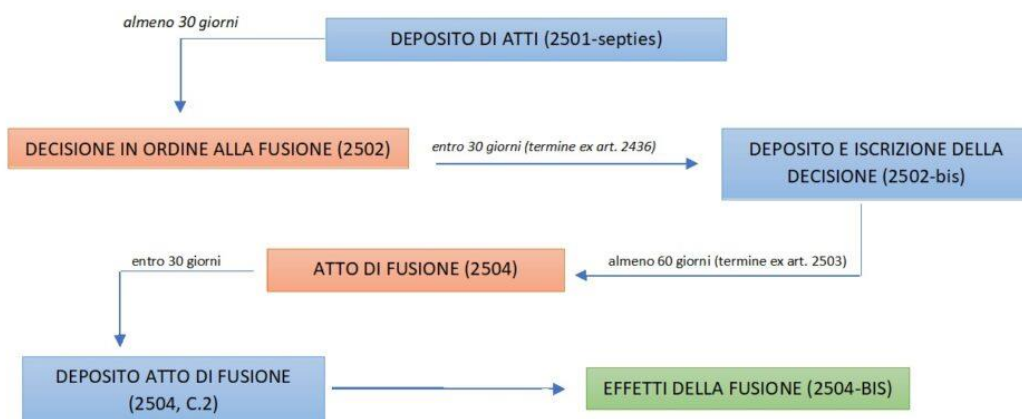 almeno 30 giorni
DEPOSITO DI ATTI (2501-septies)
DECISIONE IN ORDINE ALLA FUSIONE (2502)
entro 30 giorni (termine ex art. 2436)
DEPOSITO E ISCRIZIONE DELLA
DECISIONE (2502-bis)
entro 30 giorni
ATTO DI FUSIONE (2504)
almeno 60 giorni (termine ex art. 2503)
DEPOSITO ATTO DI FUSIONE
(2504, C.2)
EFFETTI DELLA FUSIONE (2504-BIS)